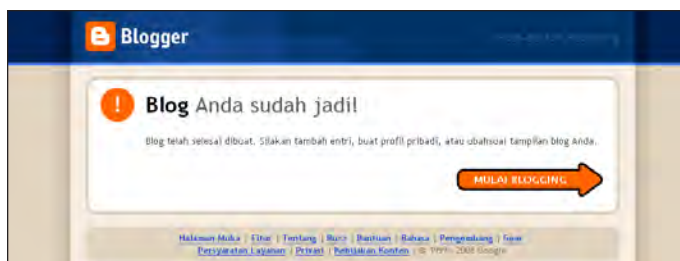 Blogger
Blog Anda sudah jadi!
Blog telah selesai dibuat. Silakan tambah entri, buat profil pribadi, atau ubahsuai tampilan blog Anda.
MULAI BLOGGING
Halaman Muka | Fitur | Tentang | Buzz | Bantuan | Bahasa | Pengembang | Gear
Persyaratan Layanan | Privasi | Kebijakan Konten | © 1999 - 2008 Google